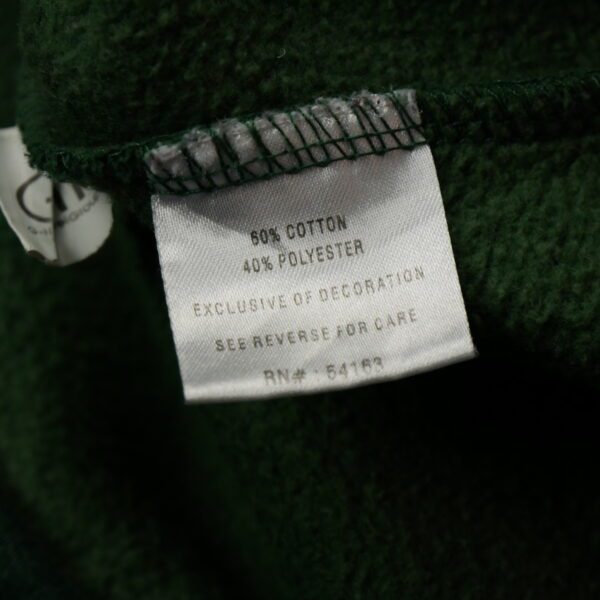 60% COTTON
40% POLYESTER
EXCLUSIVE OF DECORATION
SEE REVERSE FOR CARE
RN# : 54163